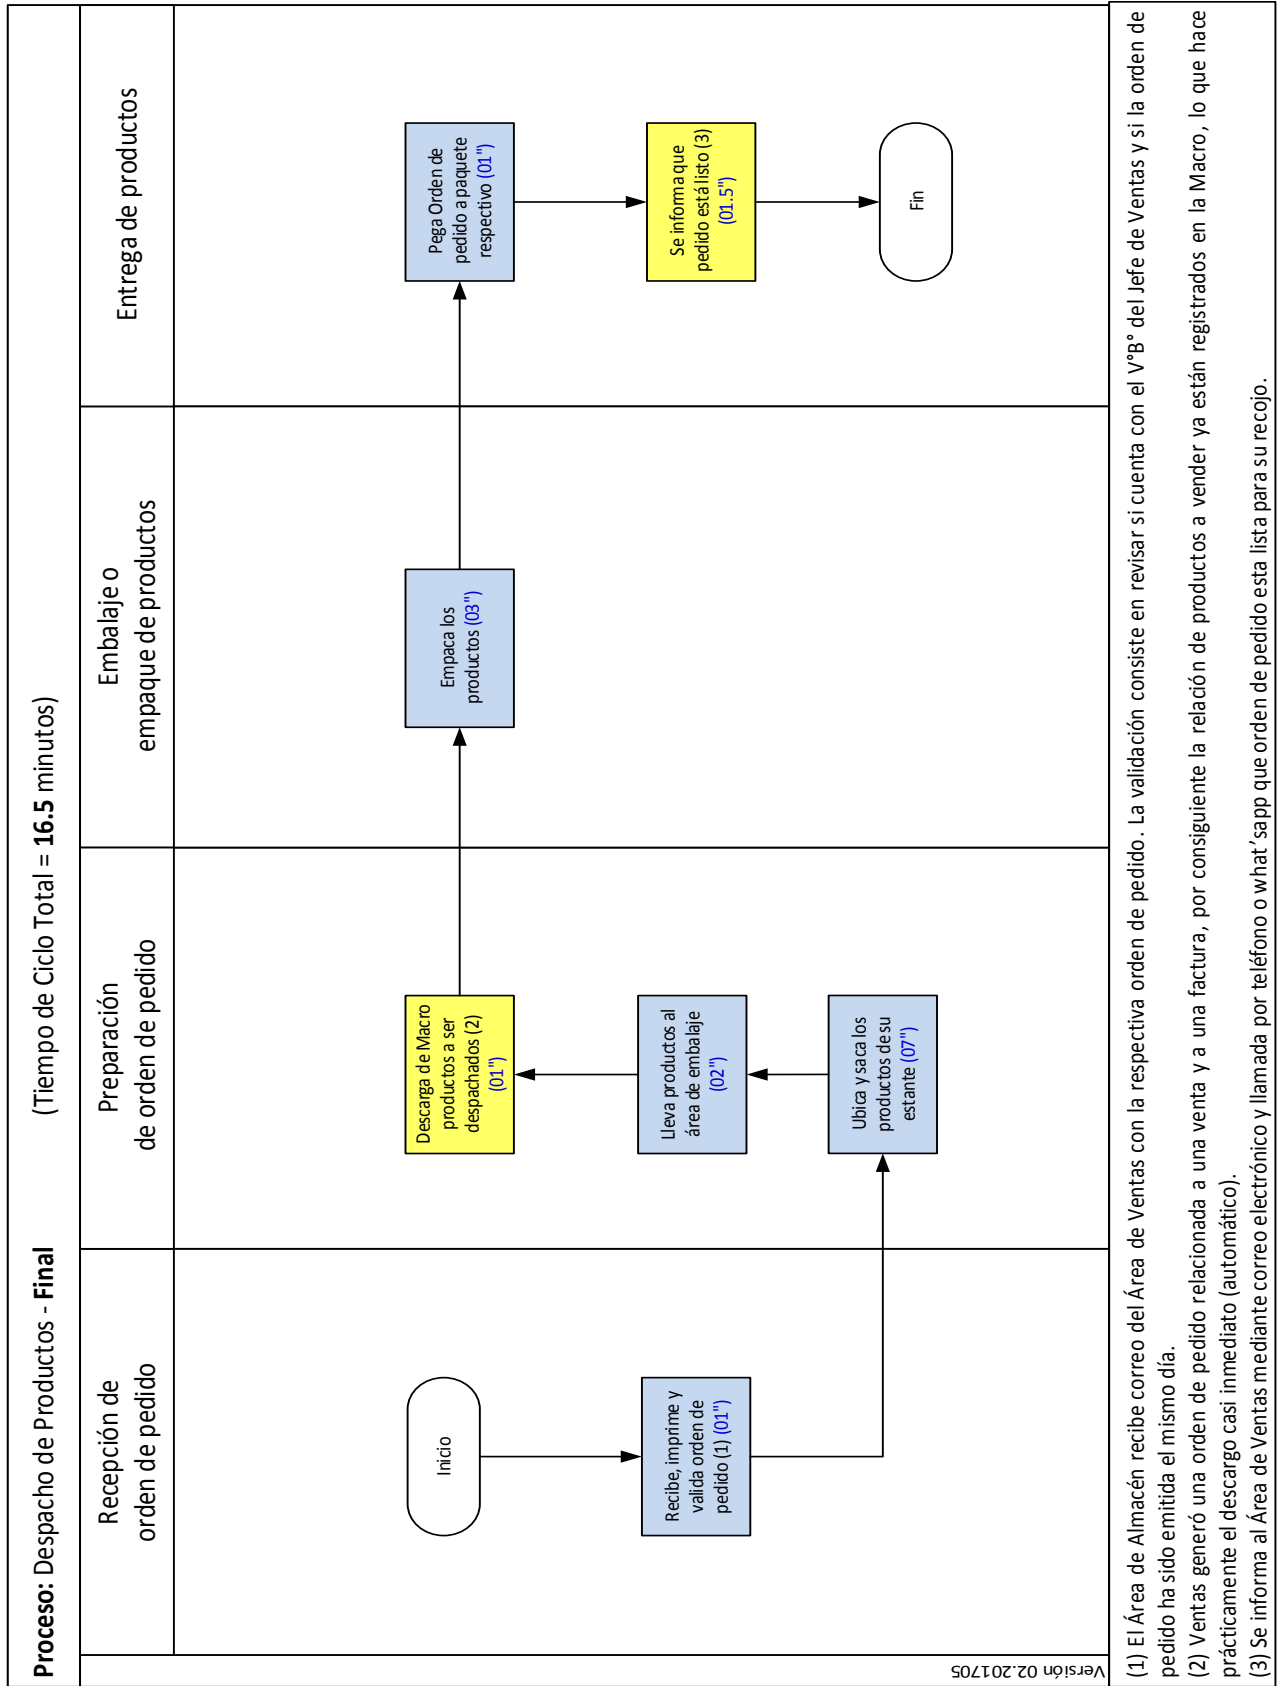 Proceso: Despacho de Productos - Final (Tiempo de Ciclo Total = 16.5 minutos)
Recepción de
orden de pedido
Preparación
de orden de pedido
Embalaje o
empaque de productos
Entrega de productos
Inicio
Recibe, imprime y
valida orden de
pedido (1) (01")
Ubica y saca los
productos de su
estante (07")
Lleva productos al
área de embalaje
(02")
Descarga de Macro
productos a ser
despachados (2)
(01")
Empaca los
productos (03")
Pega Orden de
pedido a paquete
respectivo (01")
Se informa que
pedido está listo (3)
(01.5")
Fin
Versión 02.201705
(1) El Área de Almacén recibe correo del Área de Ventas con la respectiva orden de pedido. La validación consiste en revisar si cuenta con el V°B° del Jefe de Ventas y si la orden de
pedido ha sido emitida el mismo día.
(2) Ventas generó una orden de pedido relacionada a una venta y a una factura, por consiguiente la relación de productos a vender ya están registrados en la Macro, lo que hace
prácticamente el descargo casi inmediato (automático).
(3) Se informa al Área de Ventas mediante correo electrónico y llamada por teléfono o what´sapp que orden de pedido esta lista para su recojo.